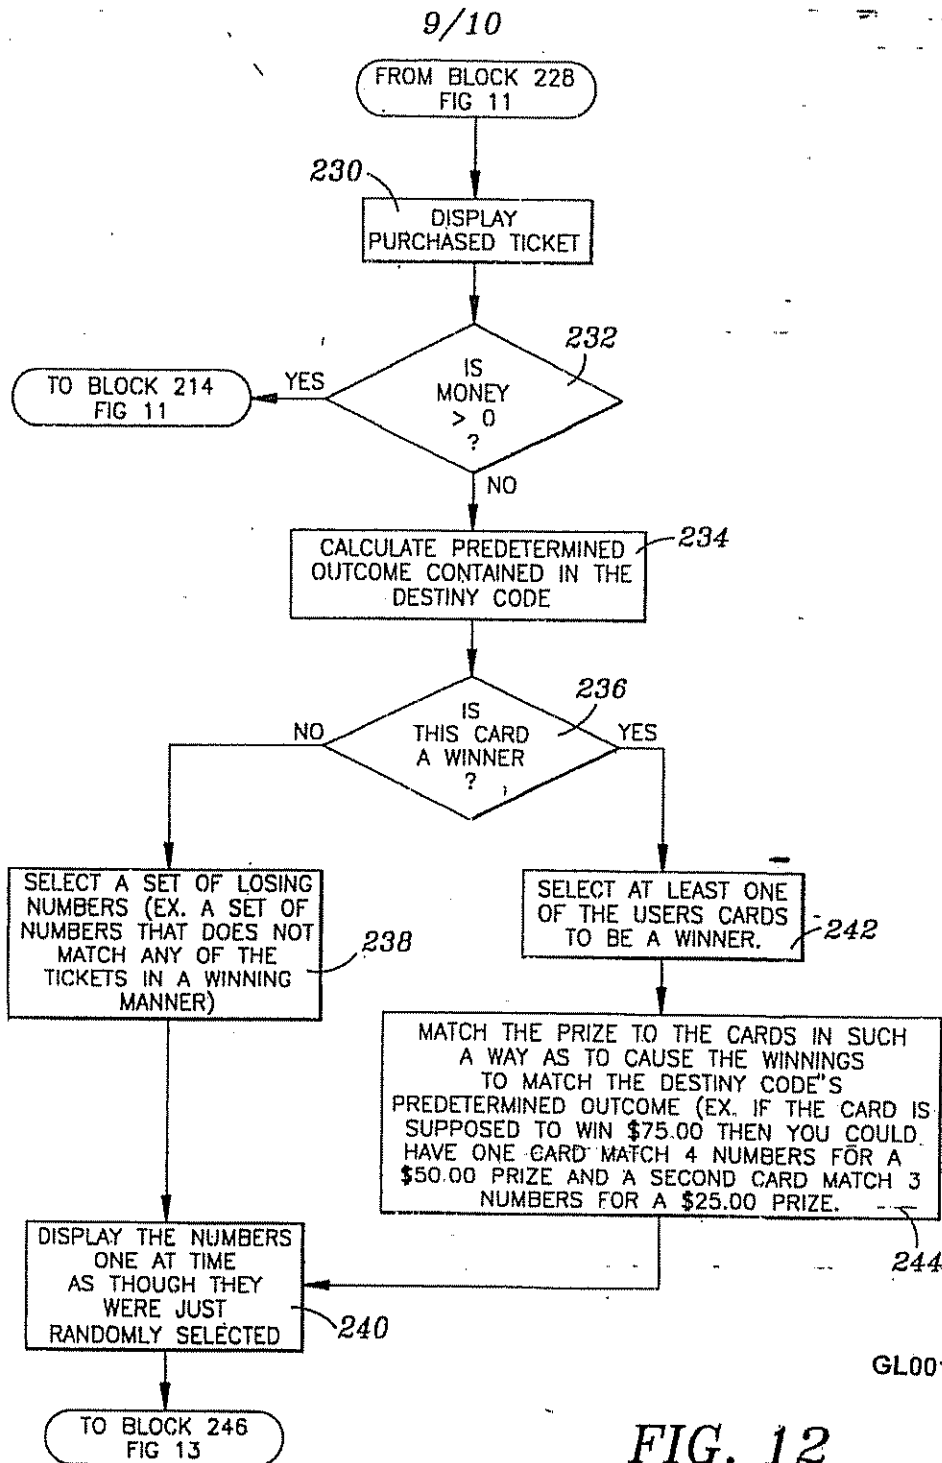 9/10
FROM BLOCK 228
FIG 11
230
DISPLAY
PURCHASED TICKET
232
IS
MONEY
> 0
?
YES
TO BLOCK 214
FIG 11
NO
234
CALCULATE PREDETERMINED
OUTCOME CONTAINED IN THE
DESTINY CODE
236
IS
THIS CARD
A WINNER
?
NO
YES
SELECT A SET OF LOSING
NUMBERS (EX. A SET OF
NUMBERS THAT DOES NOT
MATCH ANY OF THE
TICKETS IN A WINNING
MANNER)
238
SELECT AT LEAST ONE
OF THE USERS CARDS
TO BE A WINNER.
242
MATCH THE PRIZE TO THE CARDS IN SUCH
A WAY AS TO CAUSE THE WINNINGS
TO MATCH THE DESTINY CODE"S
PREDETERMINED OUTCOME (EX. IF THE CARD IS
SUPPOSED TO WIN $75.00 THEN YOU COULD
HAVE ONE CARD MATCH 4 NUMBERS FOR A
$50.00 PRIZE AND A SECOND CARD MATCH 3
NUMBERS FOR A $25.00 PRIZE.
244
DISPLAY THE NUMBERS
ONE AT TIME
AS THOUGH THEY
WERE JUST
RANDOMLY SELECTED
240
GL00
TO BLOCK 246
FIG 13
FIG. 12